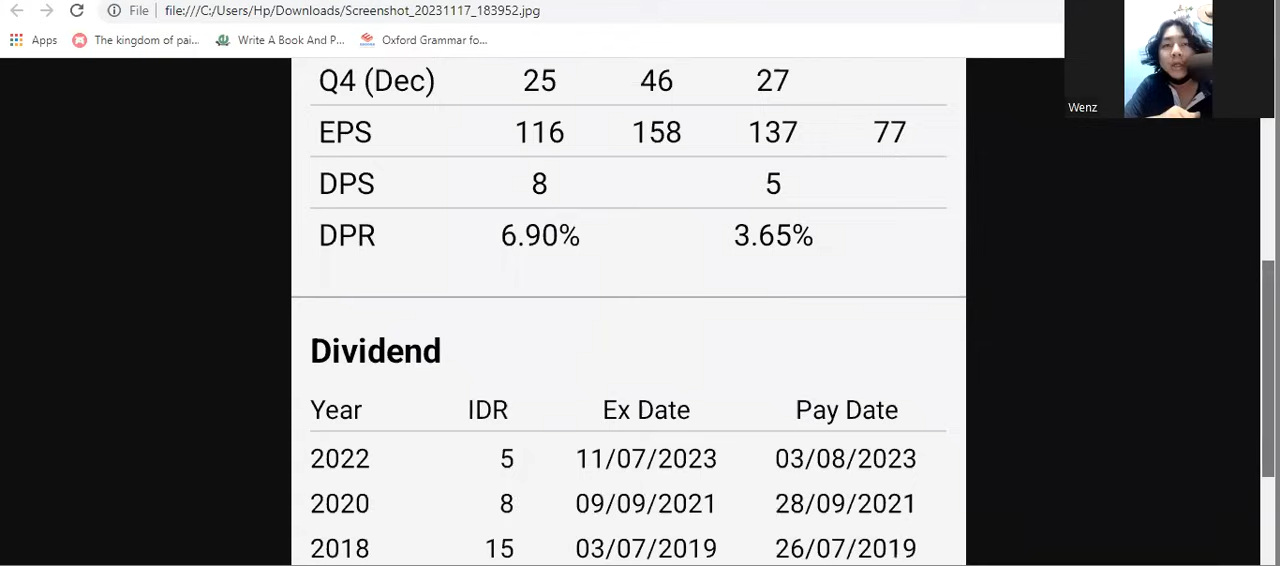 File file:///C:/Users/Hp/Downloads/Screenshot_20231117_183952.jpg
Apps The kingdom of pai... Write A Book And P... Oxford Grammar fo...
Wenz
Q4 (Dec) 25 46 27
EPS 116 158 137 77
DPS 8 5
DPR 6.90% 3.65%
Dividend
Year IDR Ex Date Pay Date
2022 5 11/07/2023 03/08/2023
2020 8 09/09/2021 28/09/2021
2018 15 03/07/2019 26/07/2019